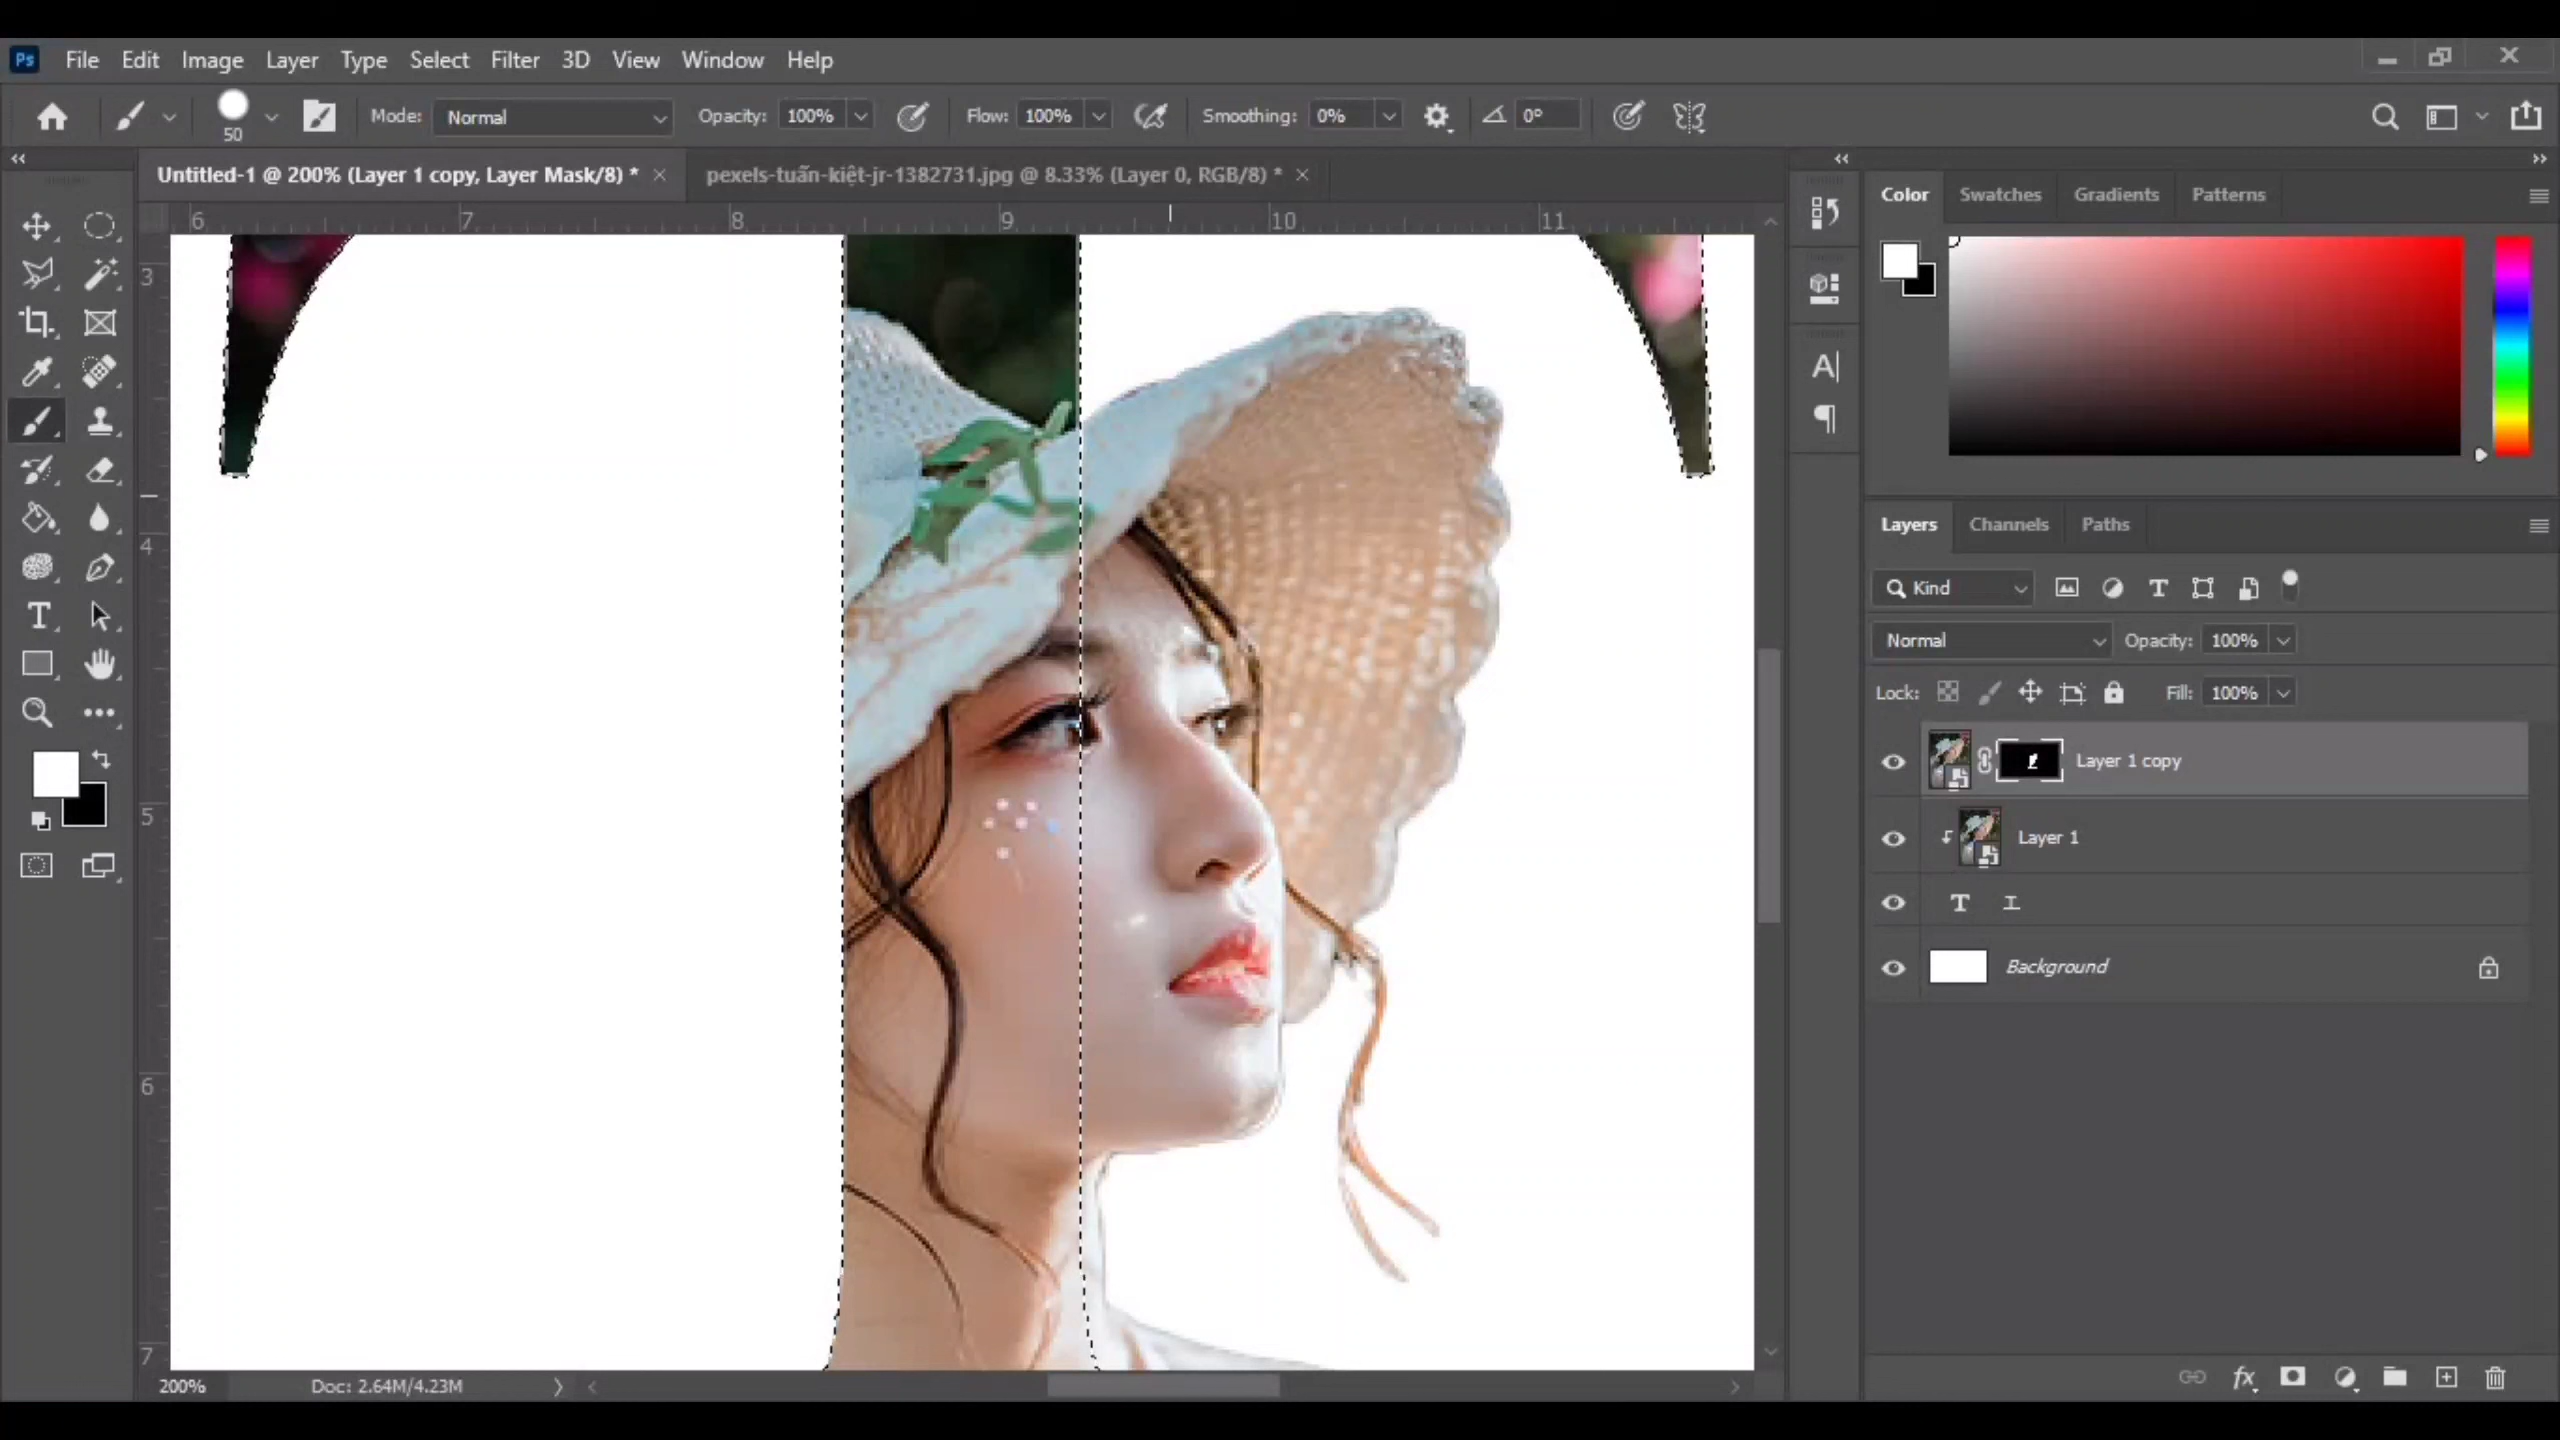 Ps File Edit Image Layer Type Select Filter 3D View Window Help
50 Mode: Normal Opacity: 100% Flow: 100% Smoothing: 0% 0°
Untitled-1 @ 200% (Layer 1 copy, Layer Mask/8) * pexels-tuãn-kiệt-jr-1382731.jpg @ 8.33% (Layer 0, RGB/8) *
6 7 8 9 10 11
3
4
5
6
7
Color Swatches Gradients Patterns
Layers Channels Paths
Kind
Normal Opacity: 100%
Lock: Fill: 100%
Layer 1 copy
Layer 1
T I
Background
200% Doc: 2.64M/4.23M